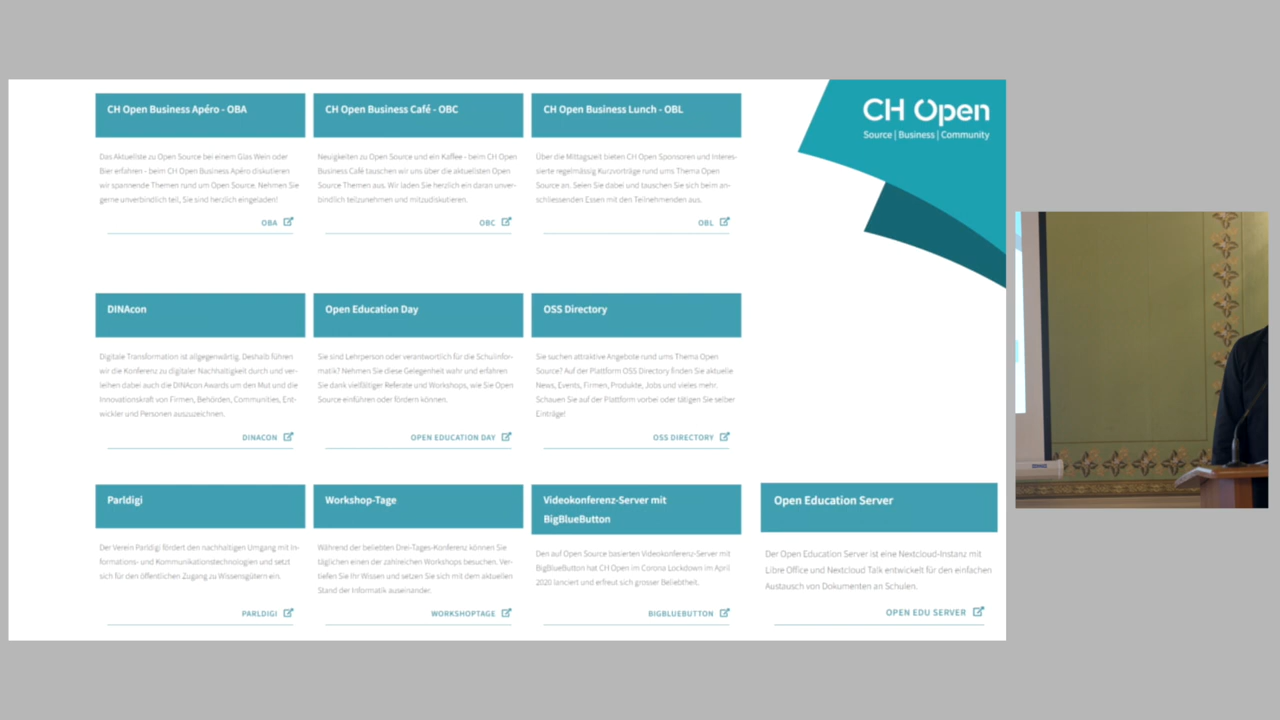 CH Open
Source | Business | Community
CH Open Business Apéro - OBA
Das Aktuellste zu Open Source bei einem Glas Wein oder
Bier erfahren - beim CH Open Business Apéro diskutieren
wir spannende Themen rund um Open Source. Nehmen Sie
gerne unverbindlich teil, Sie sind herzlich eingeladen!
OBA
CH Open Business Café - OBC
Neuigkeiten zu Open Source und ein Kaffee - beim CH Open
Business Café tauschen wir uns über die aktuellsten Open
Source Themen aus. Wir laden Sie herzlich ein daran unver-
bindlich teilzunehmen und mitzudiskutieren.
OBC
CH Open Business Lunch - OBL
Über die Mittagszeit bieten CH Open Sponsoren und Interes-
sierte regelmässig Kurzvorträge rund ums Thema Open
Source an. Seien Sie dabei und tauschen Sie sich beim an-
schliessenden Essen mit den Teilnehmenden aus.
OBL
DINAcon
Digitale Transformation ist allgegenwärtig. Deshalb führen
wir die Konferenz zu digitaler Nachhaltigkeit durch und ver-
leihen dabei auch die DINAcon Awards um den Mut und die
Innovationskraft von Firmen, Behörden, Communities, Ent-
wickler und Personen auszuzeichnen.
DINACON
Open Education Day
Sie sind Lehrperson oder verantwortlich für die Schulinfor-
matik? Nehmen Sie diese Gelegenheit wahr und erfahren
Sie dank vielfältiger Referate und Workshops, wie Sie Open
Source einführen oder fördern können.
OPEN EDUCATION DAY
OSS Directory
Sie suchen attraktive Angebote rund ums Thema Open
Source? Auf der Plattform OSS Directory finden Sie aktuelle
News, Events, Firmen, Produkte, Jobs und vieles mehr.
Schauen Sie auf der Plattform vorbei oder tätigen Sie selber
Einträge!
OSS DIRECTORY
Parldigi
Der Verein Parldigi fördert den nachhaltigen Umgang mit In-
formations- und Kommunikationstechnologien und setzt
sich für den öffentlichen Zugang zu Wissensgütern ein.
PARLDIGI
Workshop-Tage
Während der beliebten Drei-Tages-Konferenz können Sie
täglichen einen der zahlreichen Workshops besuchen. Ver-
tiefen Sie Ihr Wissen und setzen Sie sich mit dem aktuellen
Stand der Informatik auseinander.
WORKSHOPTAGE
Videokonferenz-Server mit
BigBlueButton
Den auf Open Source basierten Videokonferenz-Server mit
BigBlueButton hat CH Open im Corona Lockdown im April
2020 lanciert und erfreut sich grosser Beliebtheit.
BIGBLUEBUTTON
Open Education Server
Der Open Education Server ist eine Nextcloud-Instanz mit
Libre Office und Nextcloud Talk entwickelt für den einfachen
Austausch von Dokumenten an Schulen.
OPEN EDU SERVER